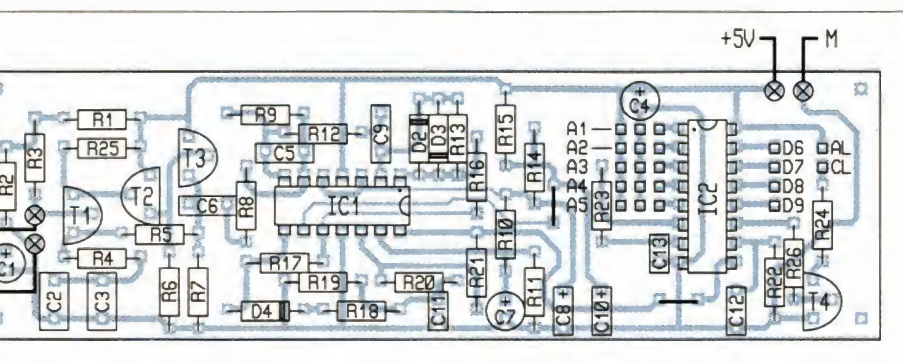 +5V M
R1 R9 C4
R3 R25 T3 R12 C9 D2 D3 R13 R15 A1
R2 C5 R14 A2 D6 AL
R16 A3 D7 CL
T1 T2 C6 R8 IC1 A4 IC2 D8
A5 R23 D9
R5 R10 R24
C1 R4 R17 R21 C13 R26
C2 C3 R6 R7 R19 R20 R11 R22 T4
D4 R18 C11 C7 C8 + C10 + C12